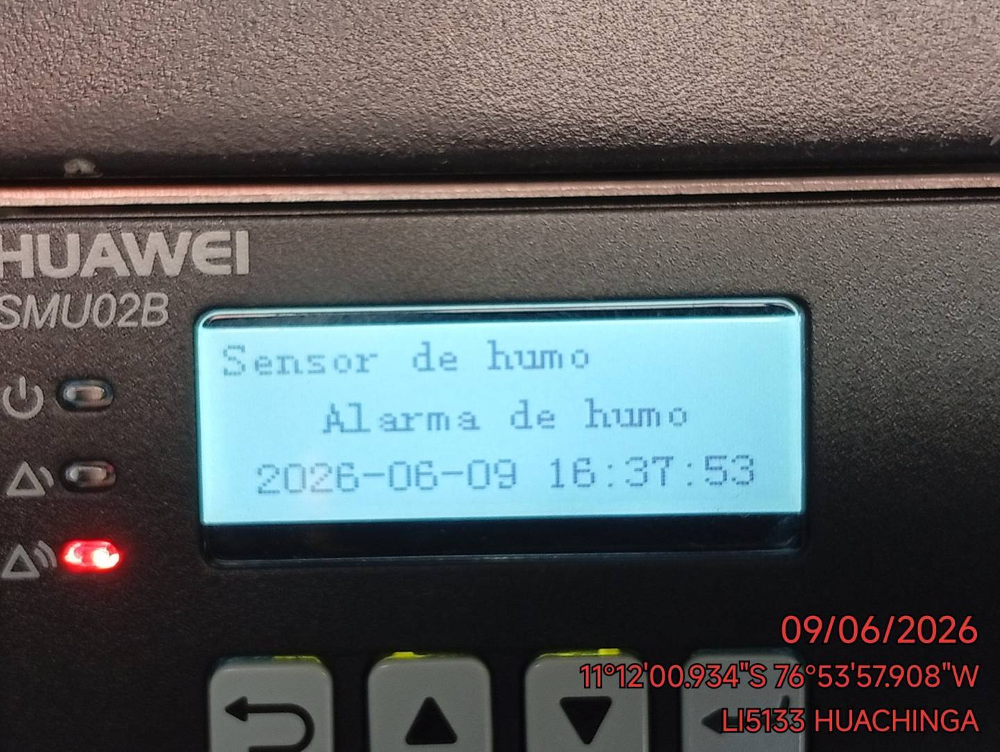 HUAWEI
SMU02B
Sensor de humo
Alarma de humo
2026-06-09 16:37:53
09/06/2026
11°12'00.934"S 76°53'57.908"W
LI5133 HUACHINGA